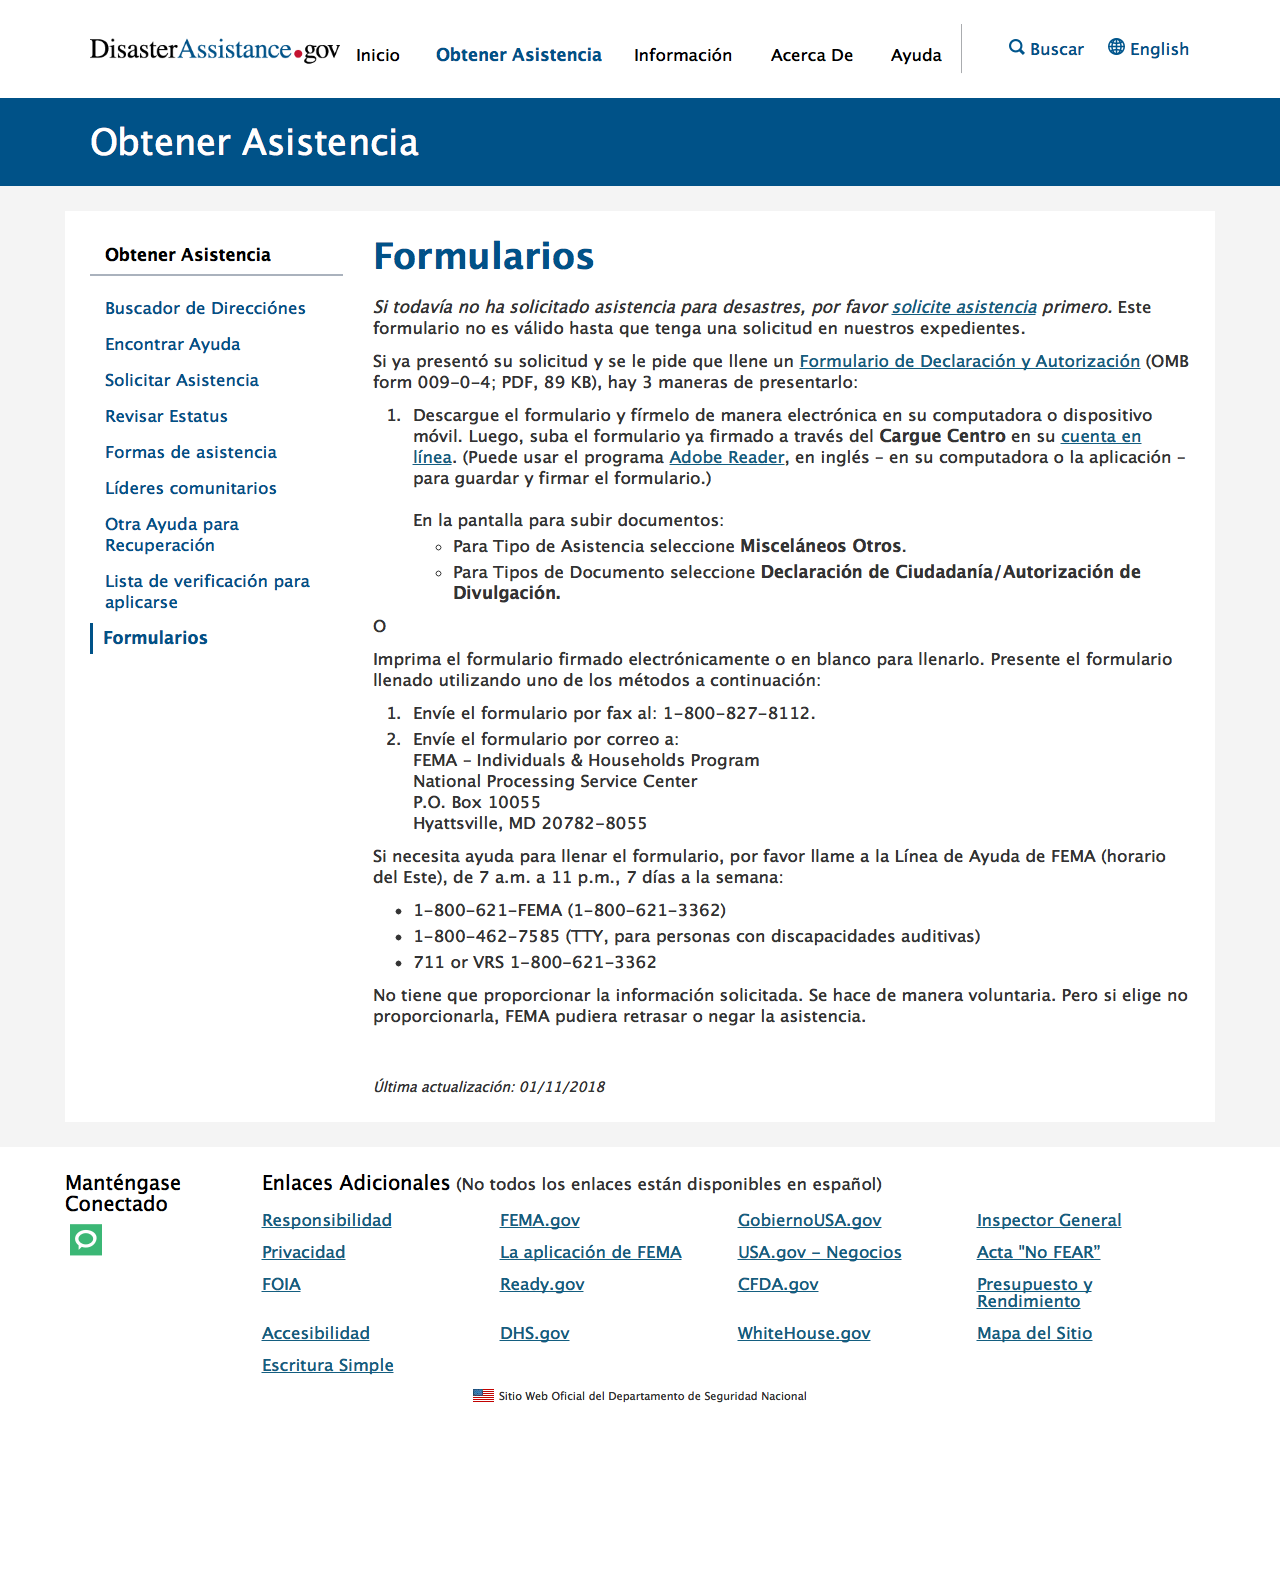 DisasterAssistance.gov
Inicio
Obtener Asistencia
Información
Acerca De
Ayuda
Buscar
English
Obtener Asistencia
Obtener Asistencia
Buscador de Direcciónes
Encontrar Ayuda
Solicitar Asistencia
Revisar Estatus
Formas de asistencia
Líderes comunitarios
Otra Ayuda para
Recuperación
Lista de verificación para
aplicarse
Formularios
Formularios
Si todavía no ha solicitado asistencia para desastres, por favor solicite asistencia primero. Este
formulario no es válido hasta que tenga una solicitud en nuestros expedientes.
Si ya presentó su solicitud y se le pide que llene un Formulario de Declaración y Autorización (OMB
form 009-0-4; PDF, 89 KB), hay 3 maneras de presentarlo:
1. Descargue el formulario y fírmelo de manera electrónica en su computadora o dispositivo
móvil. Luego, suba el formulario ya firmado a través del Cargue Centro en su cuenta en
línea. (Puede usar el programa Adobe Reader, en inglés – en su computadora o la aplicación –
para guardar y firmar el formulario.)
En la pantalla para subir documentos:
◦ Para Tipo de Asistencia seleccione Misceláneos Otros.
◦ Para Tipos de Documento seleccione Declaración de Ciudadanía/Autorización de
Divulgación.
O
Imprima el formulario firmado electrónicamente o en blanco para llenarlo. Presente el formulario
llenado utilizando uno de los métodos a continuación:
1. Envíe el formulario por fax al: 1-800-827-8112.
2. Envíe el formulario por correo a:
FEMA – Individuals & Households Program
National Processing Service Center
P.O. Box 10055
Hyattsville, MD 20782-8055
Si necesita ayuda para llenar el formulario, por favor llame a la Línea de Ayuda de FEMA (horario
del Este), de 7 a.m. a 11 p.m., 7 días a la semana:
• 1-800-621-FEMA (1-800-621-3362)
• 1-800-462-7585 (TTY, para personas con discapacidades auditivas)
• 711 or VRS 1-800-621-3362
No tiene que proporcionar la información solicitada. Se hace de manera voluntaria. Pero si elige no
proporcionarla, FEMA pudiera retrasar o negar la asistencia.
Última actualización: 01/11/2018
Manténgase
Conectado
Enlaces Adicionales (No todos los enlaces están disponibles en español)
Responsibilidad
FEMA.gov
GobiernoUSA.gov
Inspector General
Privacidad
La aplicación de FEMA
USA.gov – Negocios
Acta "No FEAR”
FOIA
Ready.gov
CFDA.gov
Presupuesto y
Rendimiento
Accesibilidad
DHS.gov
WhiteHouse.gov
Mapa del Sitio
Escritura Simple
Sitio Web Oficial del Departamento de Seguridad Nacional